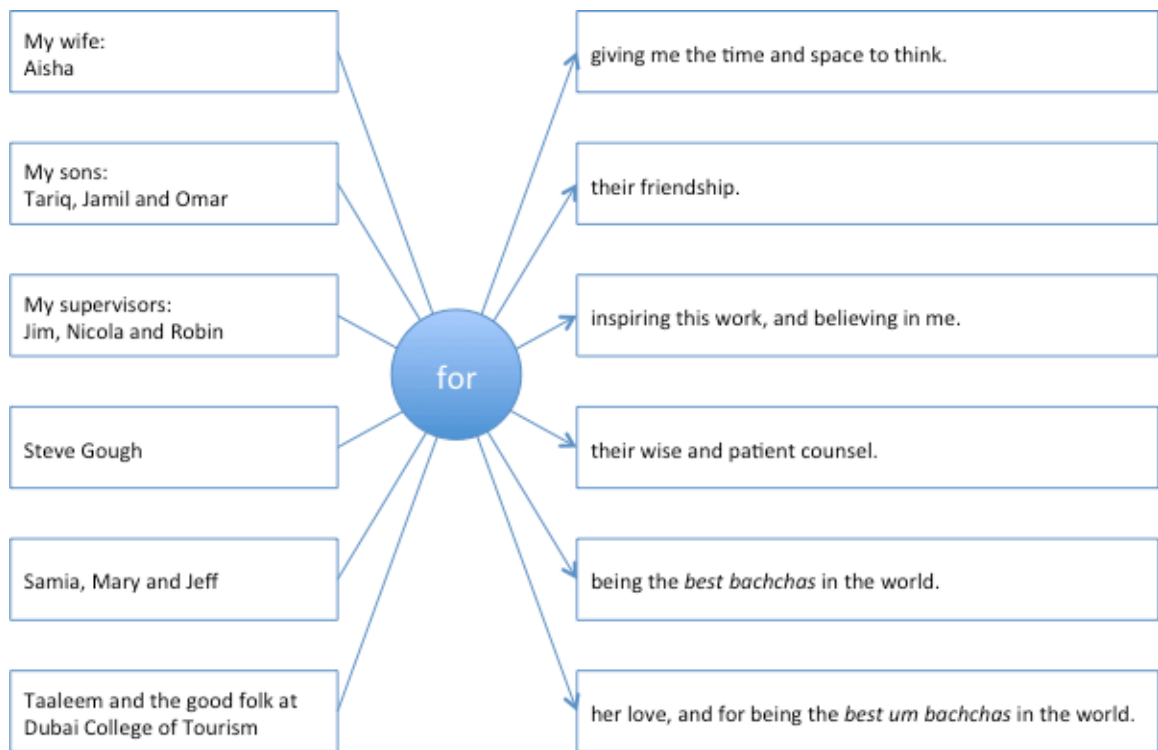 My wife:
Aisha
My sons:
Tariq, Jamil and Omar
My supervisors:
Jim, Nicola and Robin
Steve Gough
Samia, Mary and Jeff
Taaleem and the good folk at
Dubai College of Tourism
for
giving me the time and space to think.
their friendship.
inspiring this work, and believing in me.
their wise and patient counsel.
being the best bachchas in the world.
her love, and for being the best um bachchas in the world.